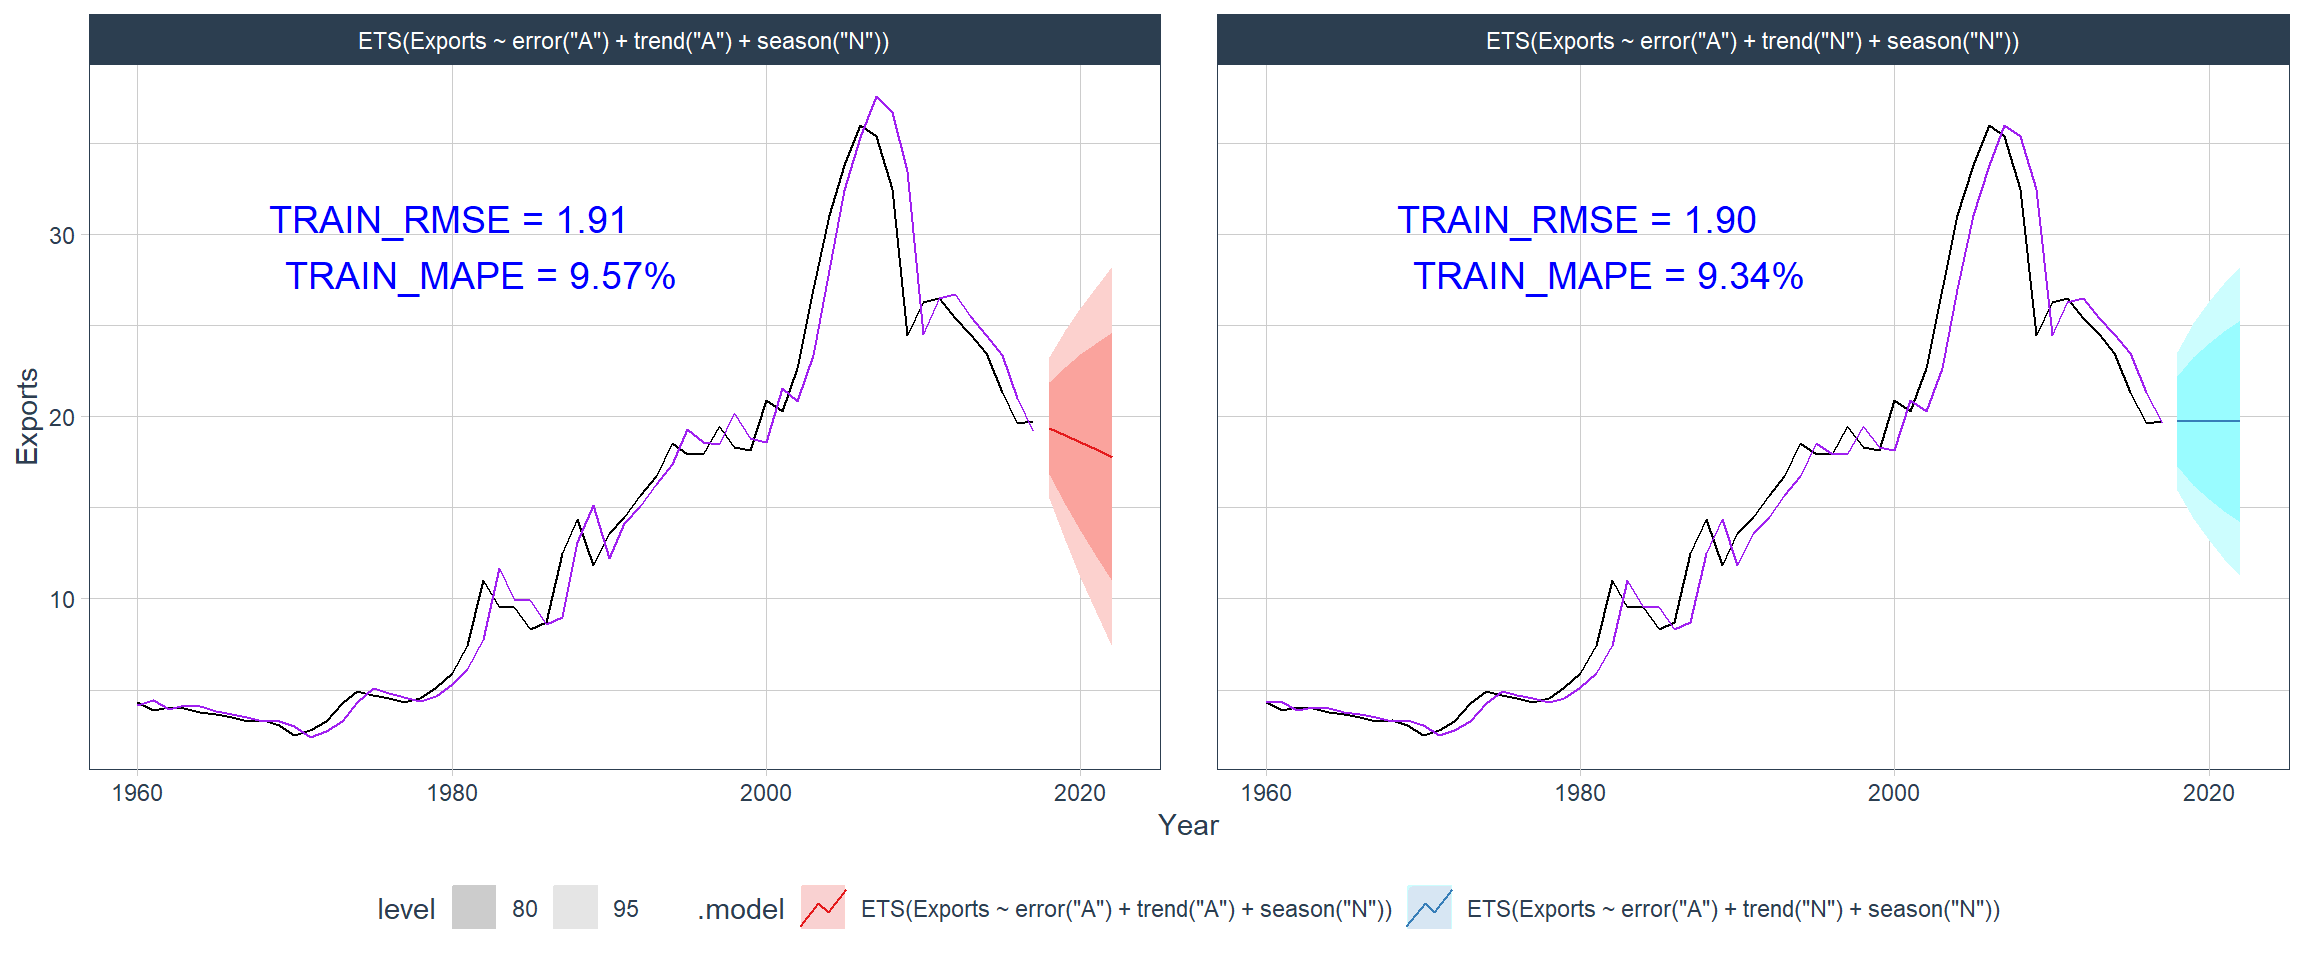 ETS(Exports ~ error("A") + trend("A") + season("N"))
ETS(Exports ~ error("A") + trend("N") + season("N"))
TRAIN_RMSE = 1.91
TRAIN_MAPE = 9.57%
TRAIN_RMSE = 1.90
TRAIN_MAPE = 9.34%
Exports
30
20
10
1960 1980 2000 2020
1960 1980 2000 2020
Year
level 80 95 .model ETS(Exports ~ error("A") + trend("A") + season("N")) ETS(Exports ~ error("A") + trend("N") + season("N"))